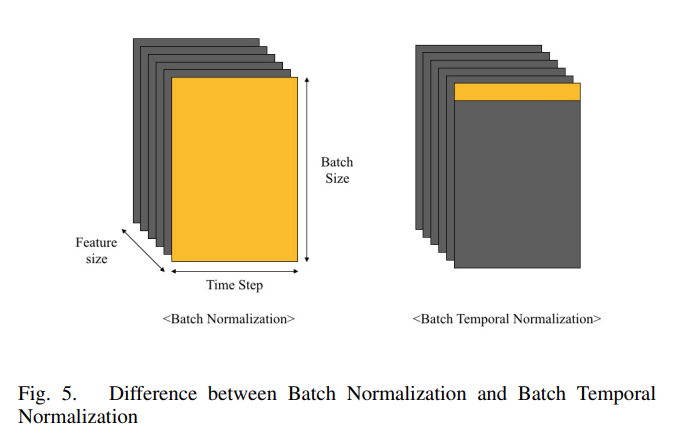 Batch
Size
Feature
size
Time Step
<Batch Normalization>
<Batch Temporal Normalization>
Fig. 5. Difference between Batch Normalization and Batch Temporal
Normalization